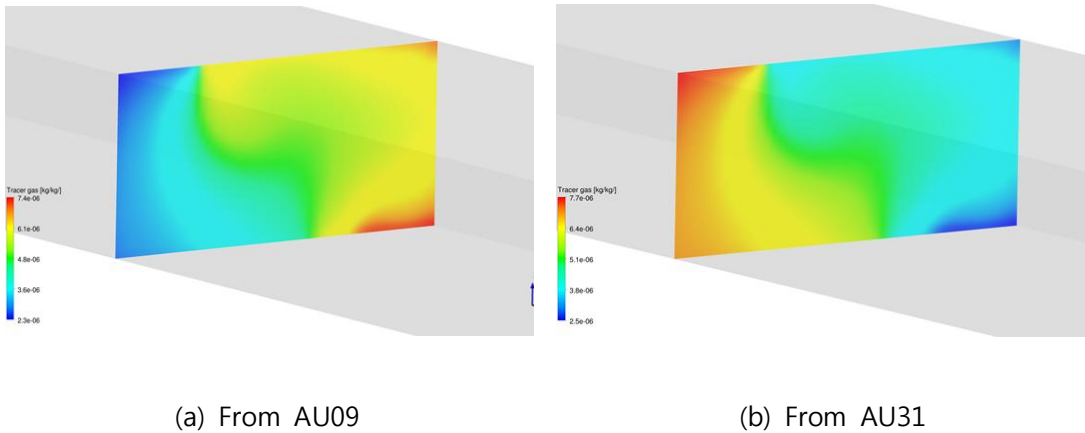 Tracer gas [kg/kg/]
7.4e-06
6.1e-06
4.8e-06
3.6e-06
2.3e-06
Tracer gas [kg/kg/]
7.7e-06
6.4e-06
5.1e-06
3.8e-06
2.5e-06
(a) From AU09
(b) From AU31